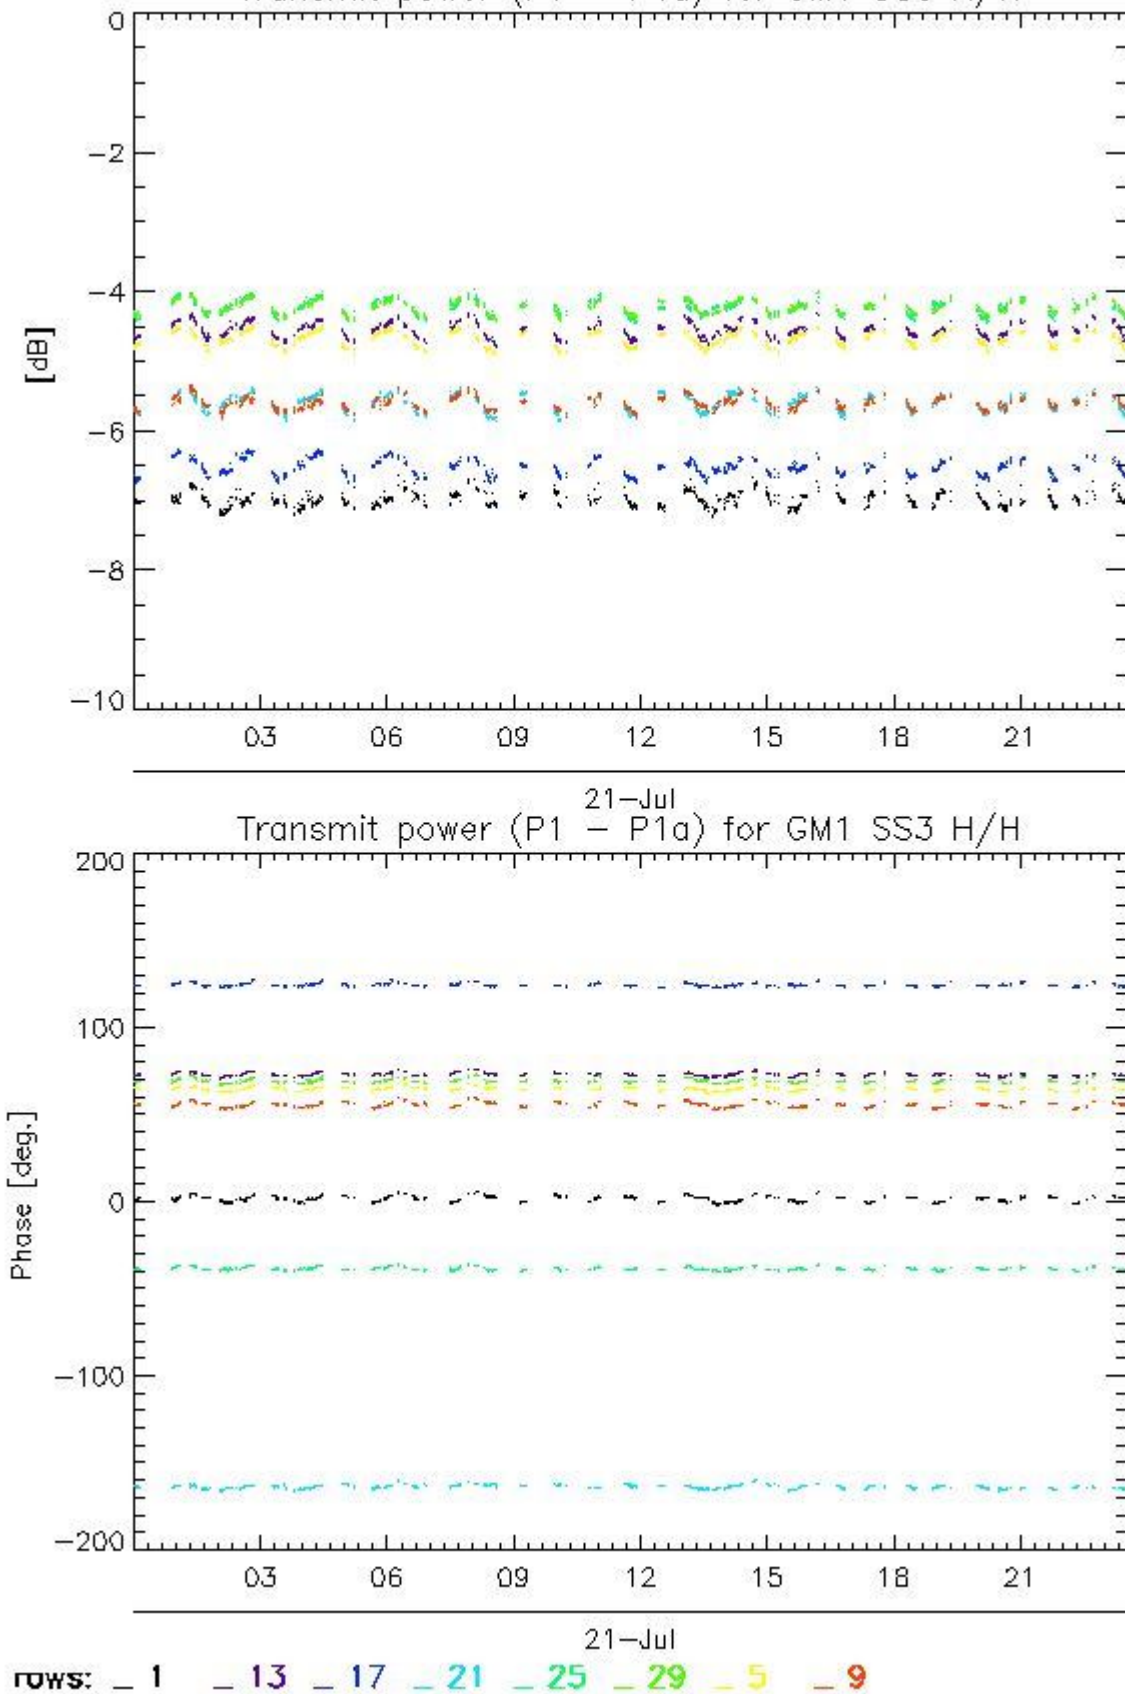 0
-2
-4
-6
-8
-10
[dB]
03 06 09 12 15 18 21
21-Jul
Transmit power (P1 - P1a) for GM1 SS3 H/H
200
100
0
-100
-200
Phase [deg.]
03 06 09 12 15 18 21
21-Jul
rows: _ 1 _ 13 _ 17 _ 21 _ 25 _ 29 _ 5 _ 9